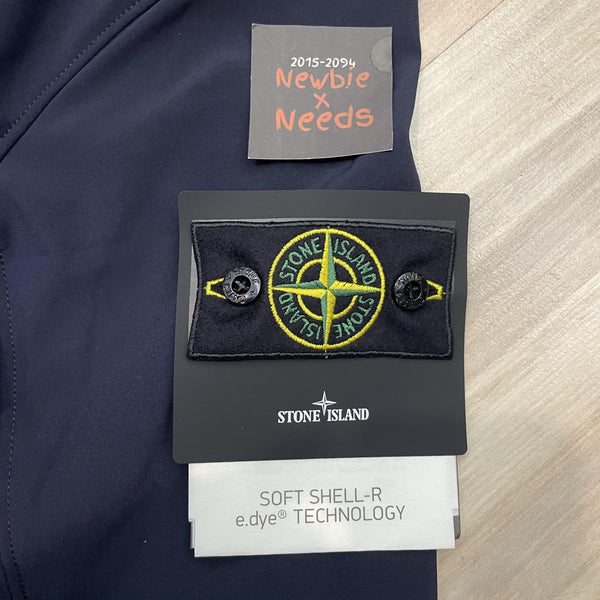 2015-2094
Newbie
x
Needs
STONE ISLAND
STONE ISLAND
STONE ISLAND
SOFT SHELL-R
e.dye® TECHNOLOGY